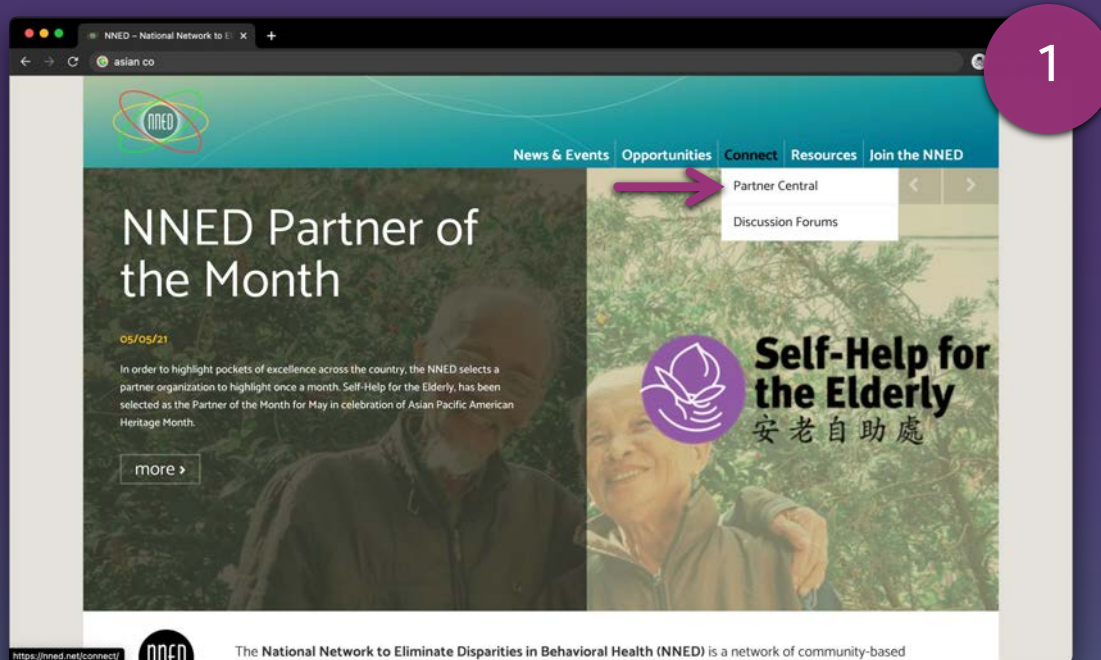 1
NNED – National Network to El
asian co
NNED
News & Events Opportunities Connect Resources Join the NNED
Partner Central
Discussion Forums
NNED Partner of
the Month
05/05/21
In order to highlight pockets of excellence across the country, the NNED selects a
partner organization to highlight once a month. Self-Help for the Elderly, has been
selected as the Partner of the Month for May in celebration of Asian Pacific American
Heritage Month.
more >
Self-Help for
the Elderly
安老自助處
https://nned.net/connect/
NNED
The National Network to Eliminate Disparities in Behavioral Health (NNED) is a network of community-based